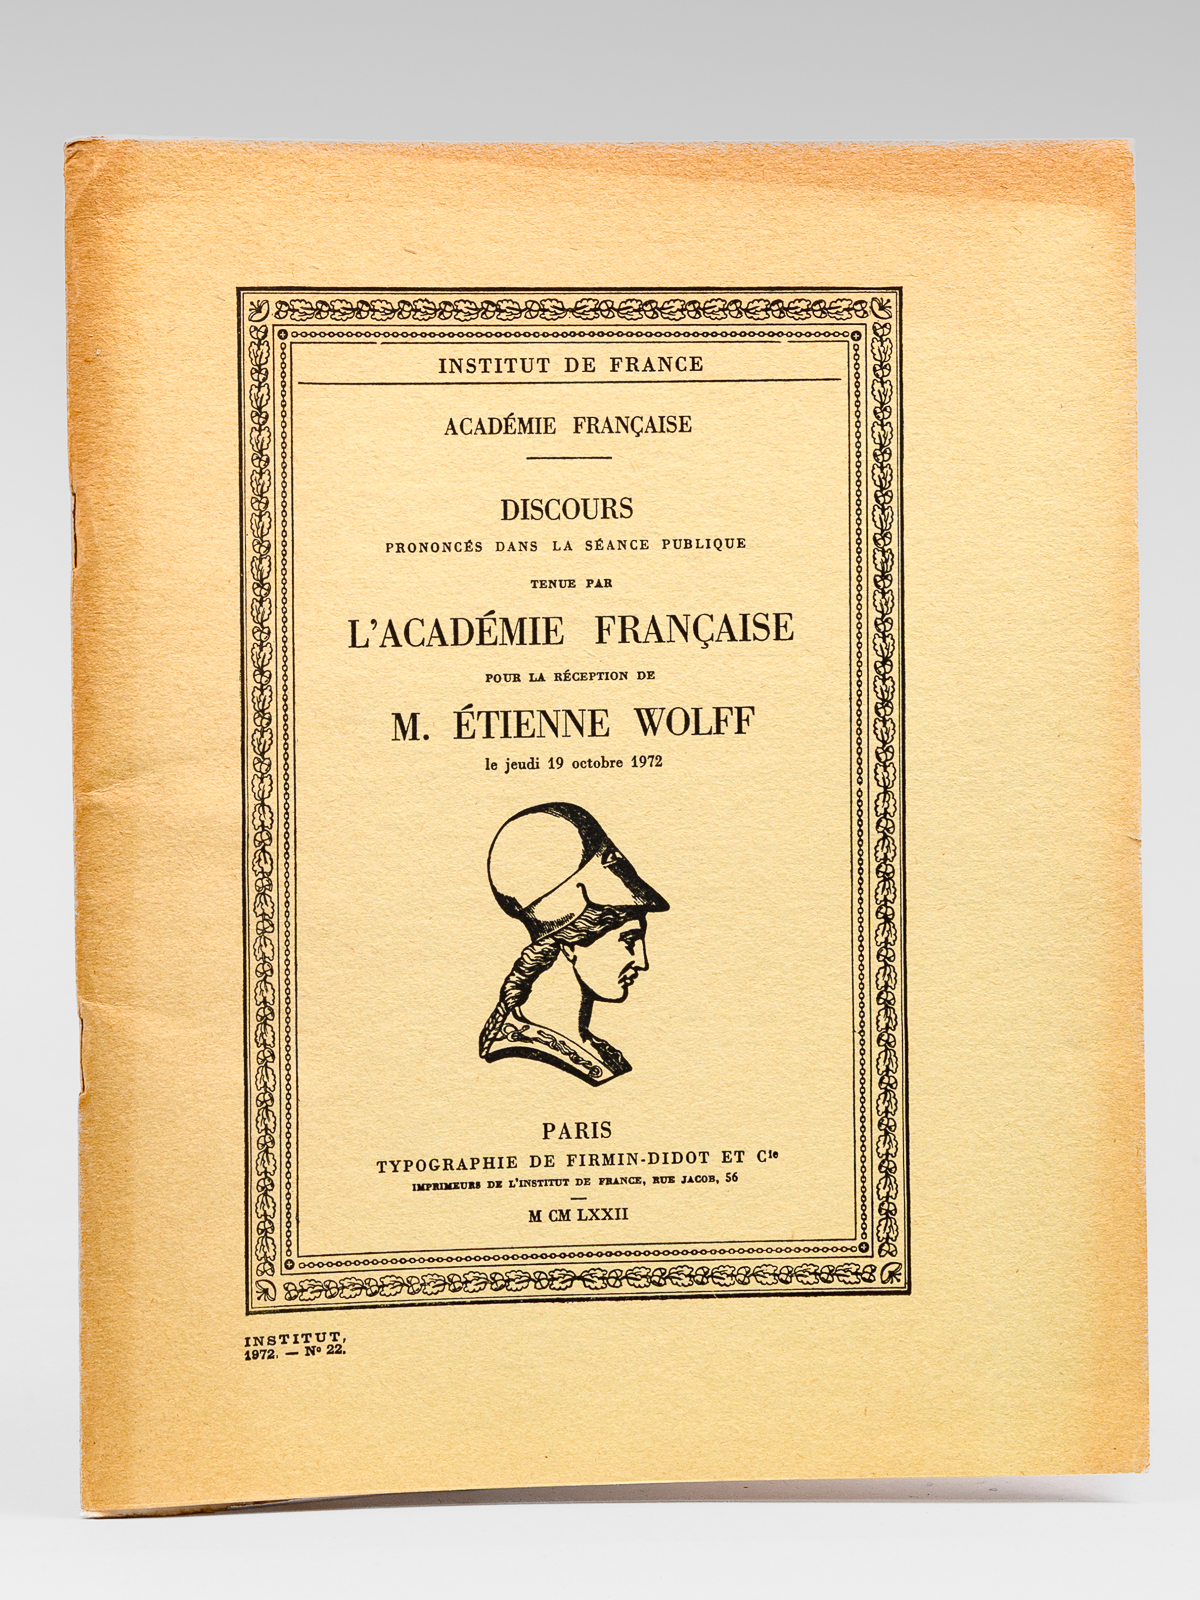 INSTITUT DE FRANCE
ACADÉMIE FRANÇAISE
DISCOURS
PRONONCÉS DANS LA SÉANCE PUBLIQUE
TENUE PAR
L'ACADÉMIE FRANÇAISE
POUR LA RÉCEPTION DE
M. ÉTIENNE WOLFF
le jeudi 19 octobre 1972
PARIS
TYPOGRAPHIE DE FIRMIN-DIDOT ET Cie
IMPRIMEURS DE L'INSTITUT DE FRANCE, RUE JACOB, 56
M CM LXXII
INSTITUT,
1972. — No 22.